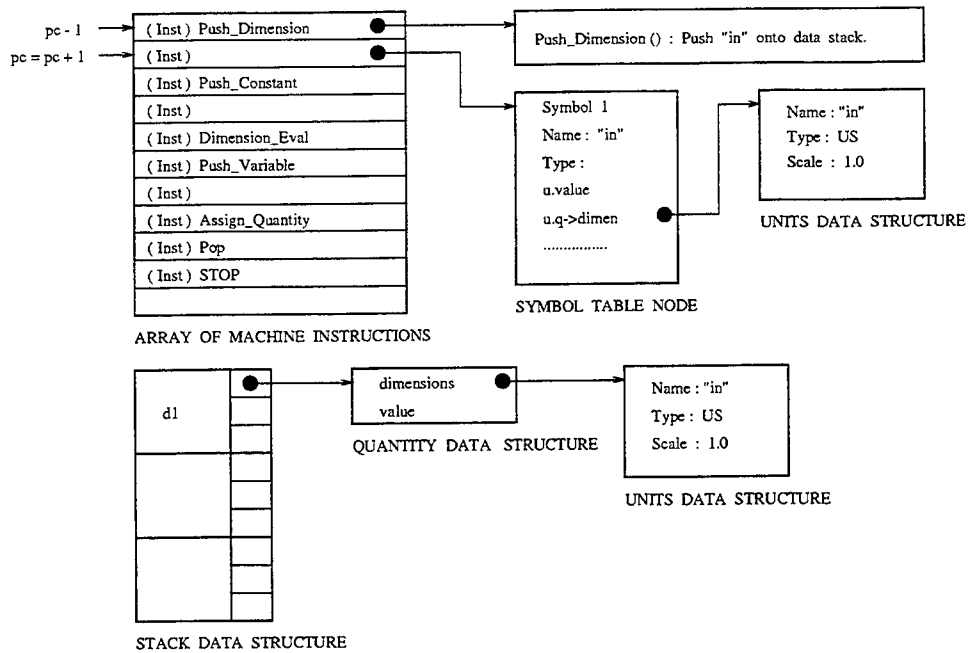 pc - 1
( Inst ) Push_Dimension
Push_Dimension () : Push "in" onto data stack.
pc = pc + 1
( Inst )
( Inst ) Push_Constant
( Inst )
( Inst ) Dimension_Eval
( Inst ) Push_Variable
( Inst )
( Inst ) Assign_Quantity
( Inst ) Pop
( Inst ) STOP
ARRAY OF MACHINE INSTRUCTIONS
Symbol 1
Name : "in"
Type :
u.value
u.q->dimen
.................
SYMBOL TABLE NODE
Name : "in"
Type : US
Scale : 1.0
UNITS DATA STRUCTURE
d1
STACK DATA STRUCTURE
dimensions
value
QUANTITY DATA STRUCTURE
Name : "in"
Type : US
Scale : 1.0
UNITS DATA STRUCTURE